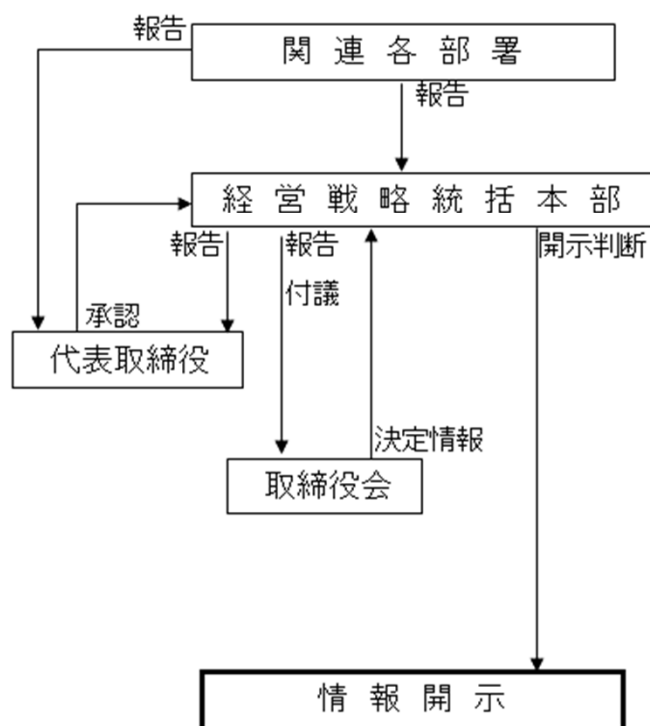 報告
関連各部署
報告
経営戦略統括本部
報告
報告
付議
開示判断
承認
代表取締役
決定情報
取締役会
情報開示